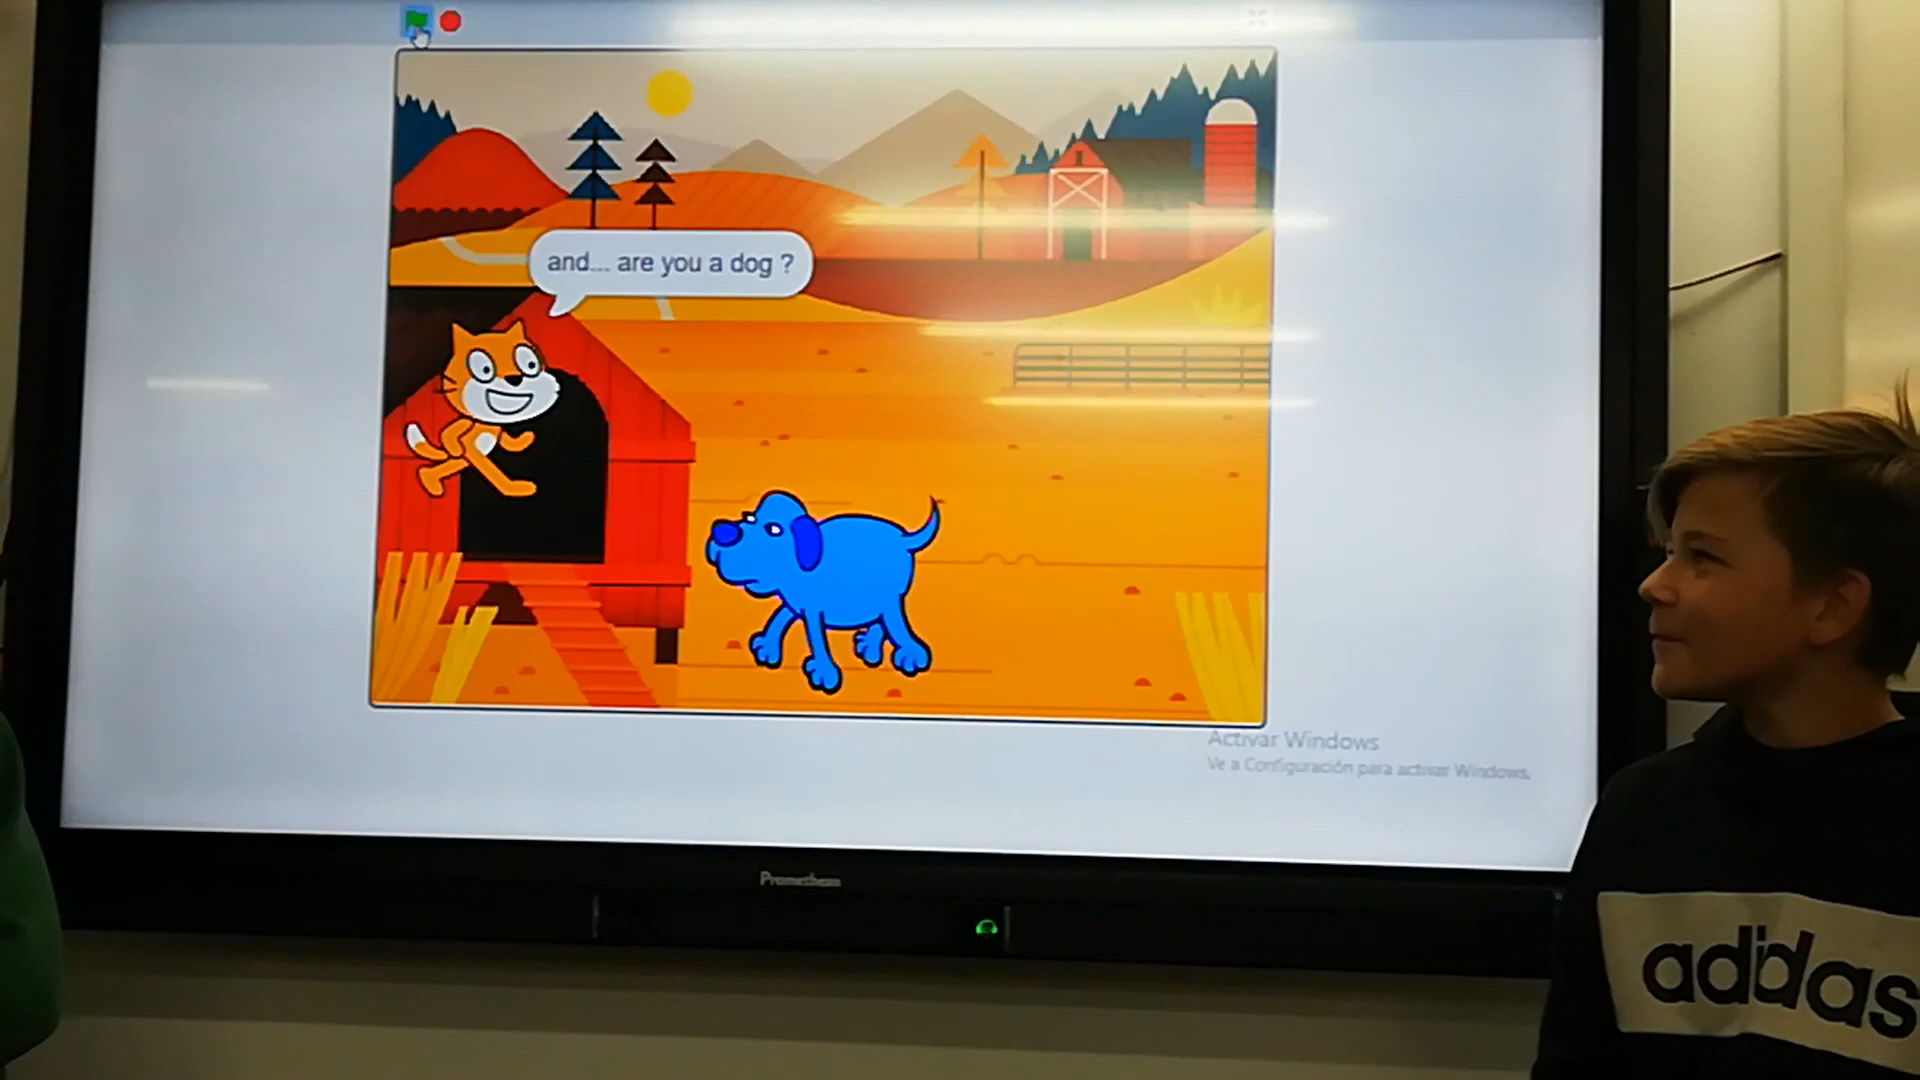 and... are you a dog ?
Activar Windows
Ve a Configuración para activar Windows.
Promethean
adidas